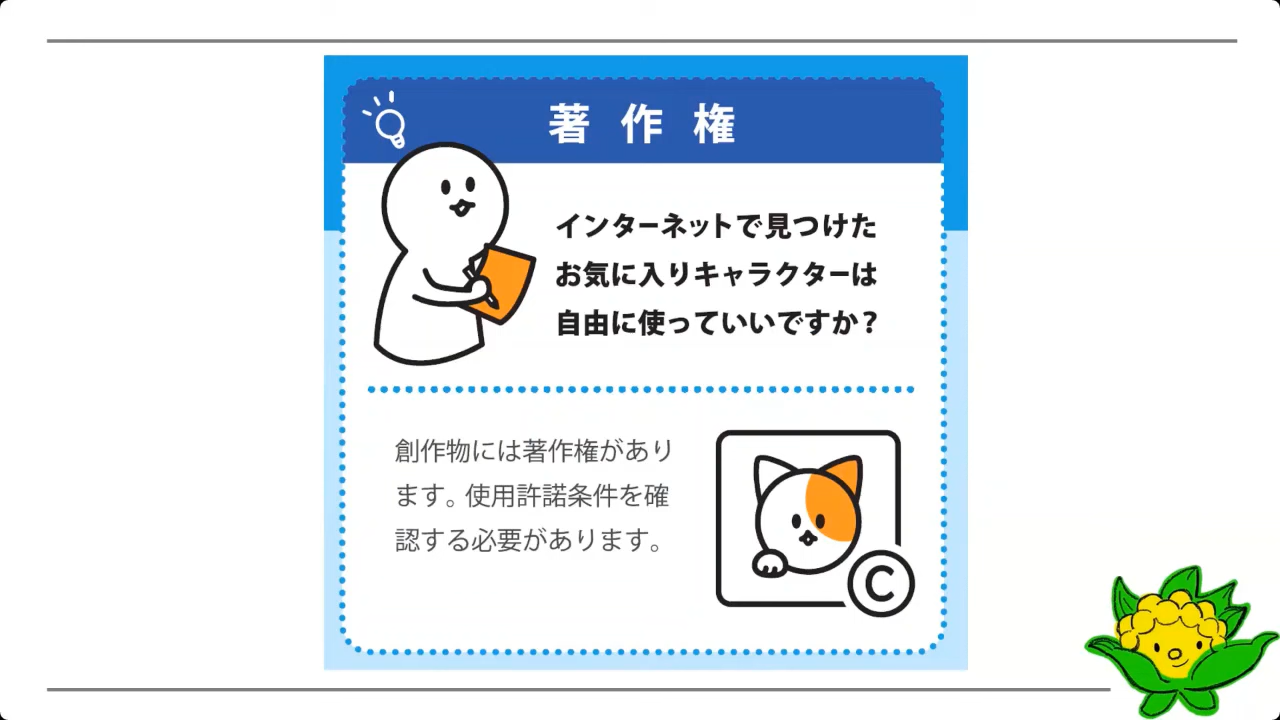 著作権
インターネットで見つけた
お気に入りキャラクターは
自由に使っていいですか？
創作物には著作権があり
ます。使用許諾条件を確
認する必要があります。
C